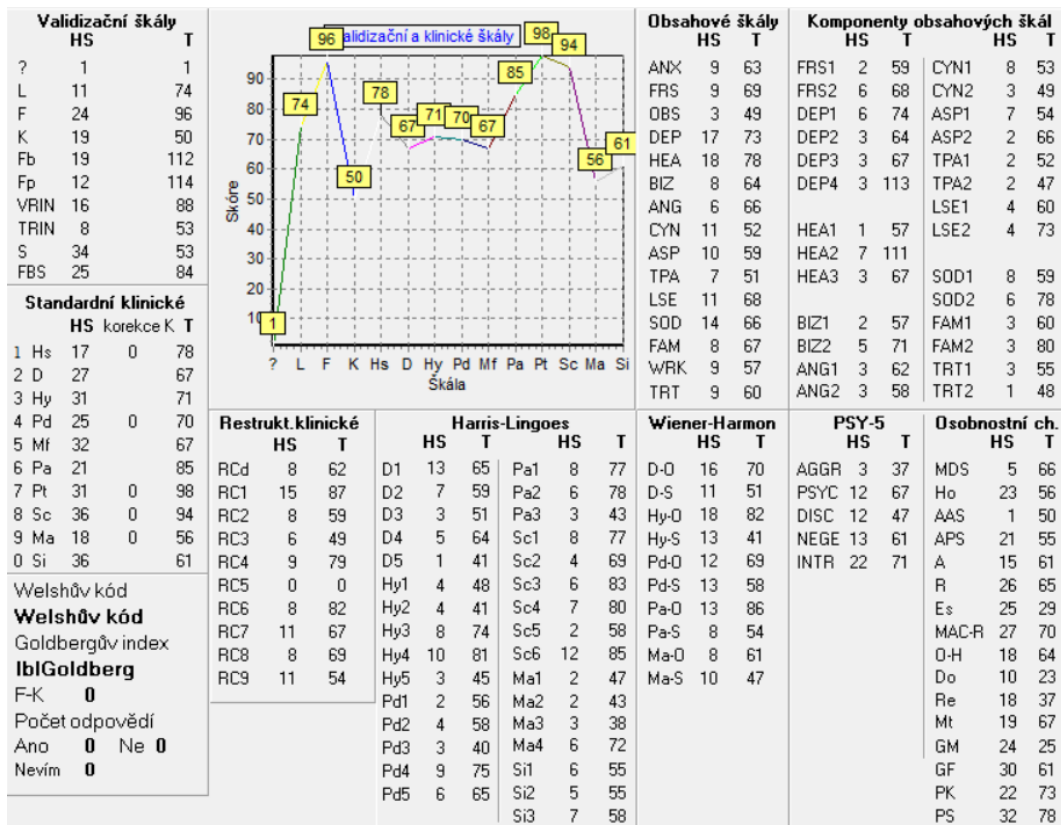 Validizační škály
HS T
? 1 1
L 11 74
F 24 96
K 19 50
Fb 19 112
Fp 12 114
VRIN 16 88
TRIN 8 53
S 34 53
FBS 25 84
Standardní klinické
HS korekce K T
1 Hs 17 0 78
2 D 27 67
3 Hy 31 71
4 Pd 25 0 70
5 Mf 32 67
6 Pa 21 85
7 Pt 31 0 98
8 Sc 36 0 94
9 Ma 18 0 56
0 Si 36 61
Welshův kód
Welshův kód
Goldbergův index
lblGoldberg
F-K 0
Počet odpovědí
Ano 0 Ne 0
Nevím 0
alidizační a klinické škály
Skóre
90
80
70
60
50
40
30
20
10
1 74 96 50 78 67 71 70 67 85 98 94 56 61
? L F K Hs D Hy Pd Mf Pa Pt Sc Ma Si
Škála
Obsahové škály
HS T
ANX 9 63
FRS 9 69
OBS 3 49
DEP 17 73
HEA 18 78
BIZ 8 64
ANG 6 66
CYN 11 52
ASP 10 59
TPA 7 51
LSE 11 68
SOD 14 66
FAM 8 67
WRK 9 57
TRT 9 60
Komponenty obsahových škál
HS T HS T
FRS1 2 59 CYN1 8 53
FRS2 6 68 CYN2 3 49
DEP1 6 74 ASP1 7 54
DEP2 3 64 ASP2 2 66
DEP3 3 67 TPA1 2 52
DEP4 3 113 TPA2 2 47
LSE1 4 60
HEA1 1 57 LSE2 4 73
HEA2 7 111
HEA3 3 67 SOD1 8 59
SOD2 6 78
BIZ1 2 57 FAM1 3 60
BIZ2 5 71 FAM2 3 80
ANG1 3 62 TRT1 3 55
ANG2 3 58 TRT2 1 48
Restrukt.klinické
HS T
RCd 8 62
RC1 15 87
RC2 8 59
RC3 6 49
RC4 9 79
RC5 0 0
RC6 8 82
RC7 11 67
RC8 8 69
RC9 11 54
Harris-Lingoes
HS T HS T
D1 13 65 Pa1 8 77
D2 7 59 Pa2 6 78
D3 3 51 Pa3 3 43
D4 5 64 Sc1 8 77
D5 1 41 Sc2 4 69
Hy1 4 48 Sc3 6 83
Hy2 4 41 Sc4 7 80
Hy3 8 74 Sc5 2 58
Hy4 10 81 Sc6 12 85
Hy5 3 45 Ma1 2 47
Pd1 2 56 Ma2 2 43
Pd2 4 58 Ma3 3 38
Pd3 3 40 Ma4 6 72
Pd4 9 75 Si1 6 55
Pd5 6 65 Si2 5 55
Si3 7 58
Wiener-Harmon
HS T
D-O 16 70
D-S 11 51
Hy-O 18 82
Hy-S 13 41
Pd-O 12 69
Pd-S 13 58
Pa-O 13 86
Pa-S 8 54
Ma-O 8 61
Ma-S 10 47
PSY-5
HS T
AGGR 3 37
PSYC 12 67
DISC 12 47
NEGE 13 61
INTR 22 71
Osobnostní ch.
HS T
MDS 5 66
Ho 23 56
AAS 1 50
APS 21 55
A 15 61
R 26 65
Es 25 29
MAC-R 27 70
O-H 18 64
Do 10 23
Re 18 37
Mt 19 67
GM 24 25
GF 30 61
PK 22 73
PS 32 78